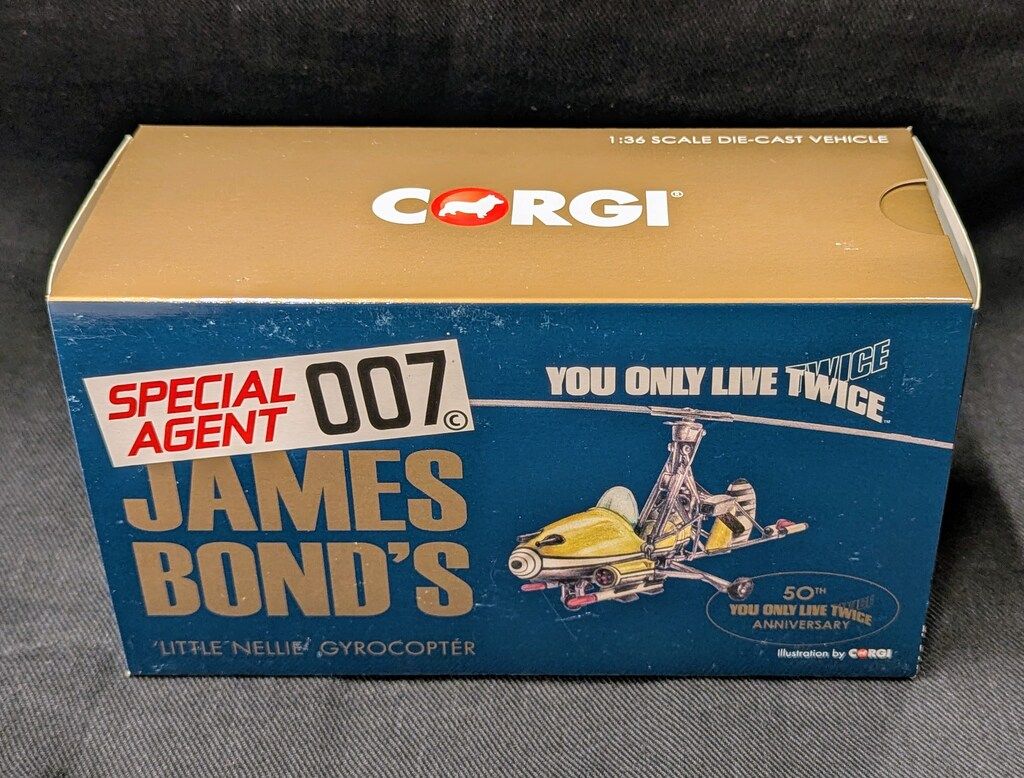 1:36 SCALE DIE-CAST VEHICLE
CORGI®
SPECIAL
AGENT
007©
JAMES
BOND'S
'LITTLE NELLIE' GYROCOPTER
YOU ONLY LIVE TWICE
TWICE™
50TH
YOU ONLY LIVE TWICE
ANNIVERSARY
Illustration by CORGI